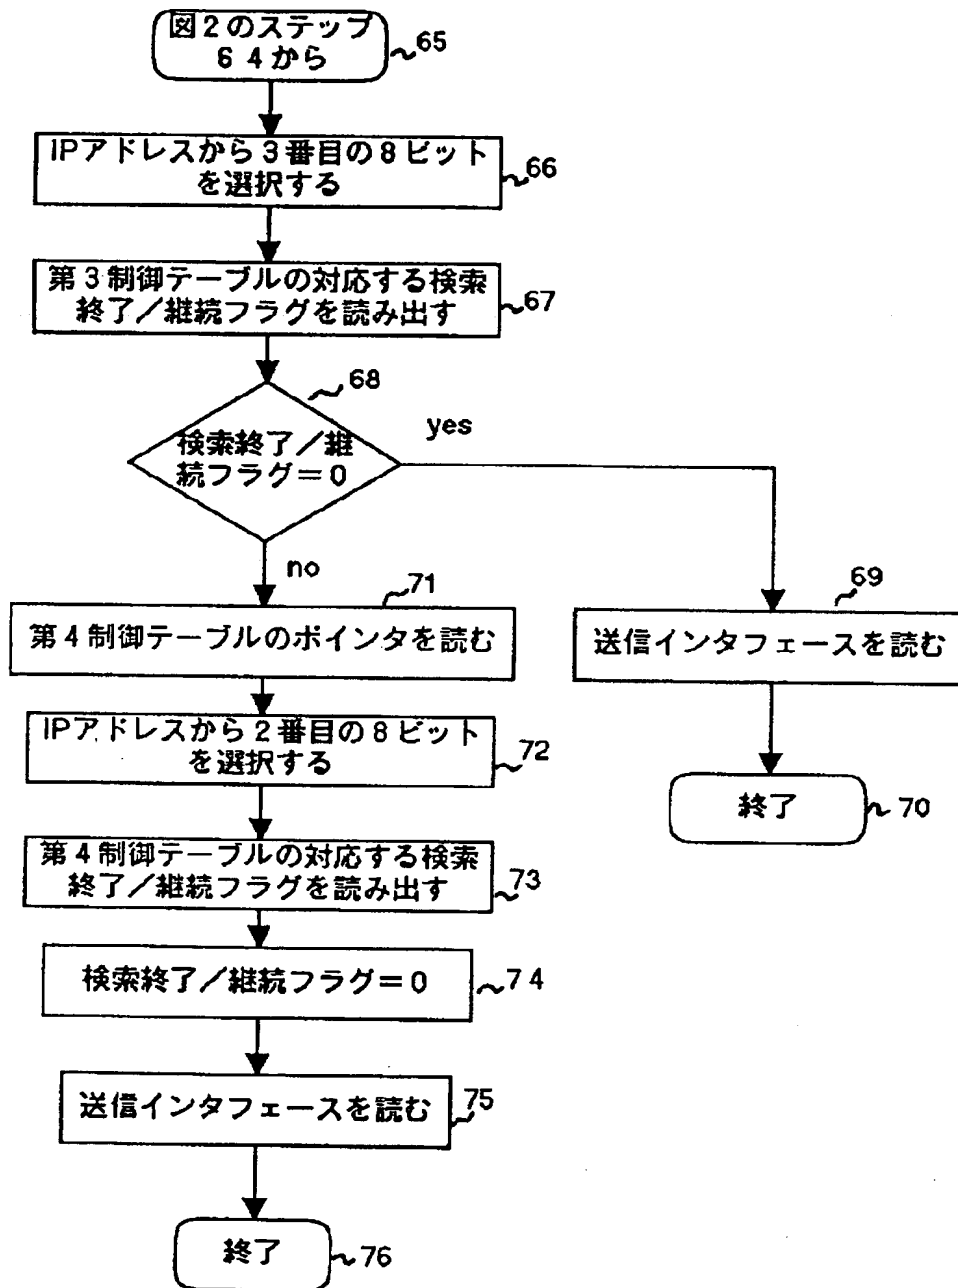 図2のステップ
64から
65
IPアドレスから3番目の8ビット
を選択する
66
第3制御テーブルの対応する検索
終了/継続フラグを読み出す
67
68
検索終了/継
続フラグ=0
yes
no
71
第4制御テーブルのポインタを読む
69
送信インタフェースを読む
IPアドレスから2番目の8ビット
を選択する
72
終了
70
第4制御テーブルの対応する検索
終了/継続フラグを読み出す
73
検索終了/継続フラグ=0
74
送信インタフェースを読む
75
終了
76